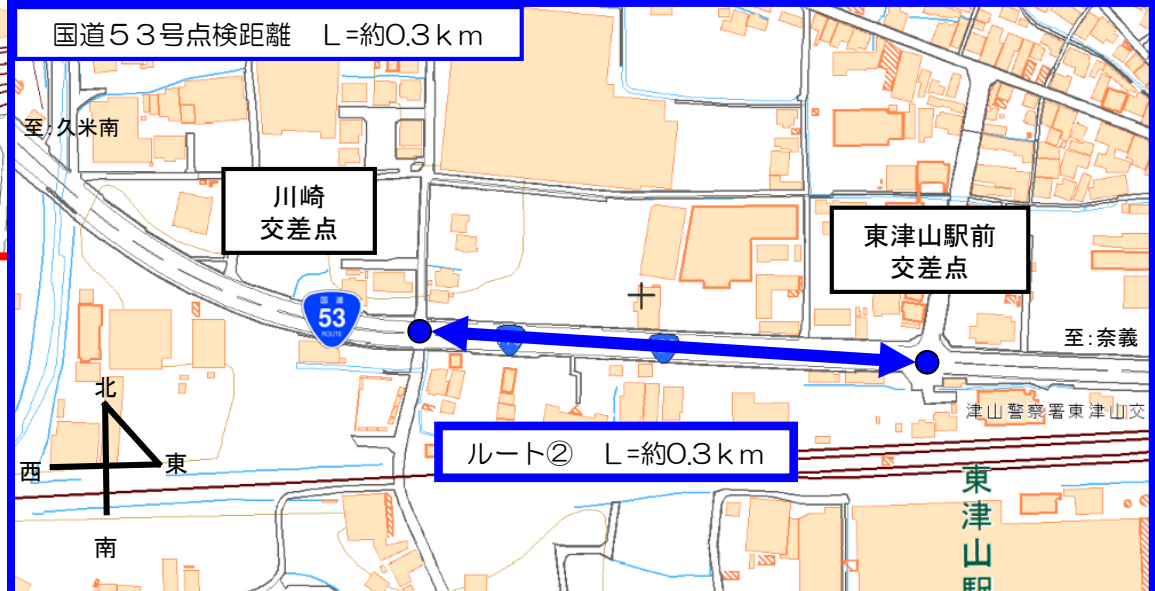 国道５３号点検距離　L=約0.3ｋｍ
至:久米南
川崎
交差点
東津山駅前
交差点
国道
53
ROUTE
至:奈義
北
西
東
南
津山警察署東津山交
ルート②　L=約0.3ｋｍ
東津山駅